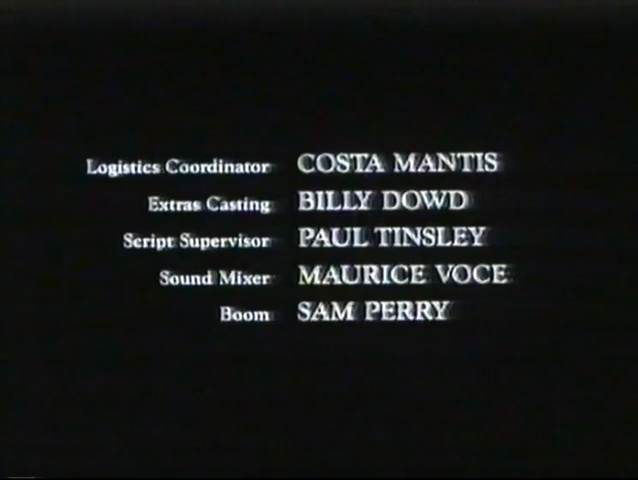 Logistics Coordinator COSTA MANTIS
Extras Casting BILLY DOWD
Script Supervisor PAUL TINSLEY
Sound Mixer MAURICE VOCE
Boom SAM PERRY